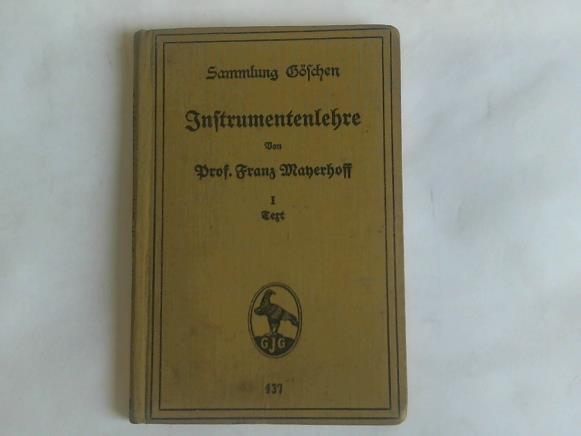 Sammlung Göschen
Instrumentenlehre
Von
Prof. Franz Mayerhoff
I
Text
GJG
437